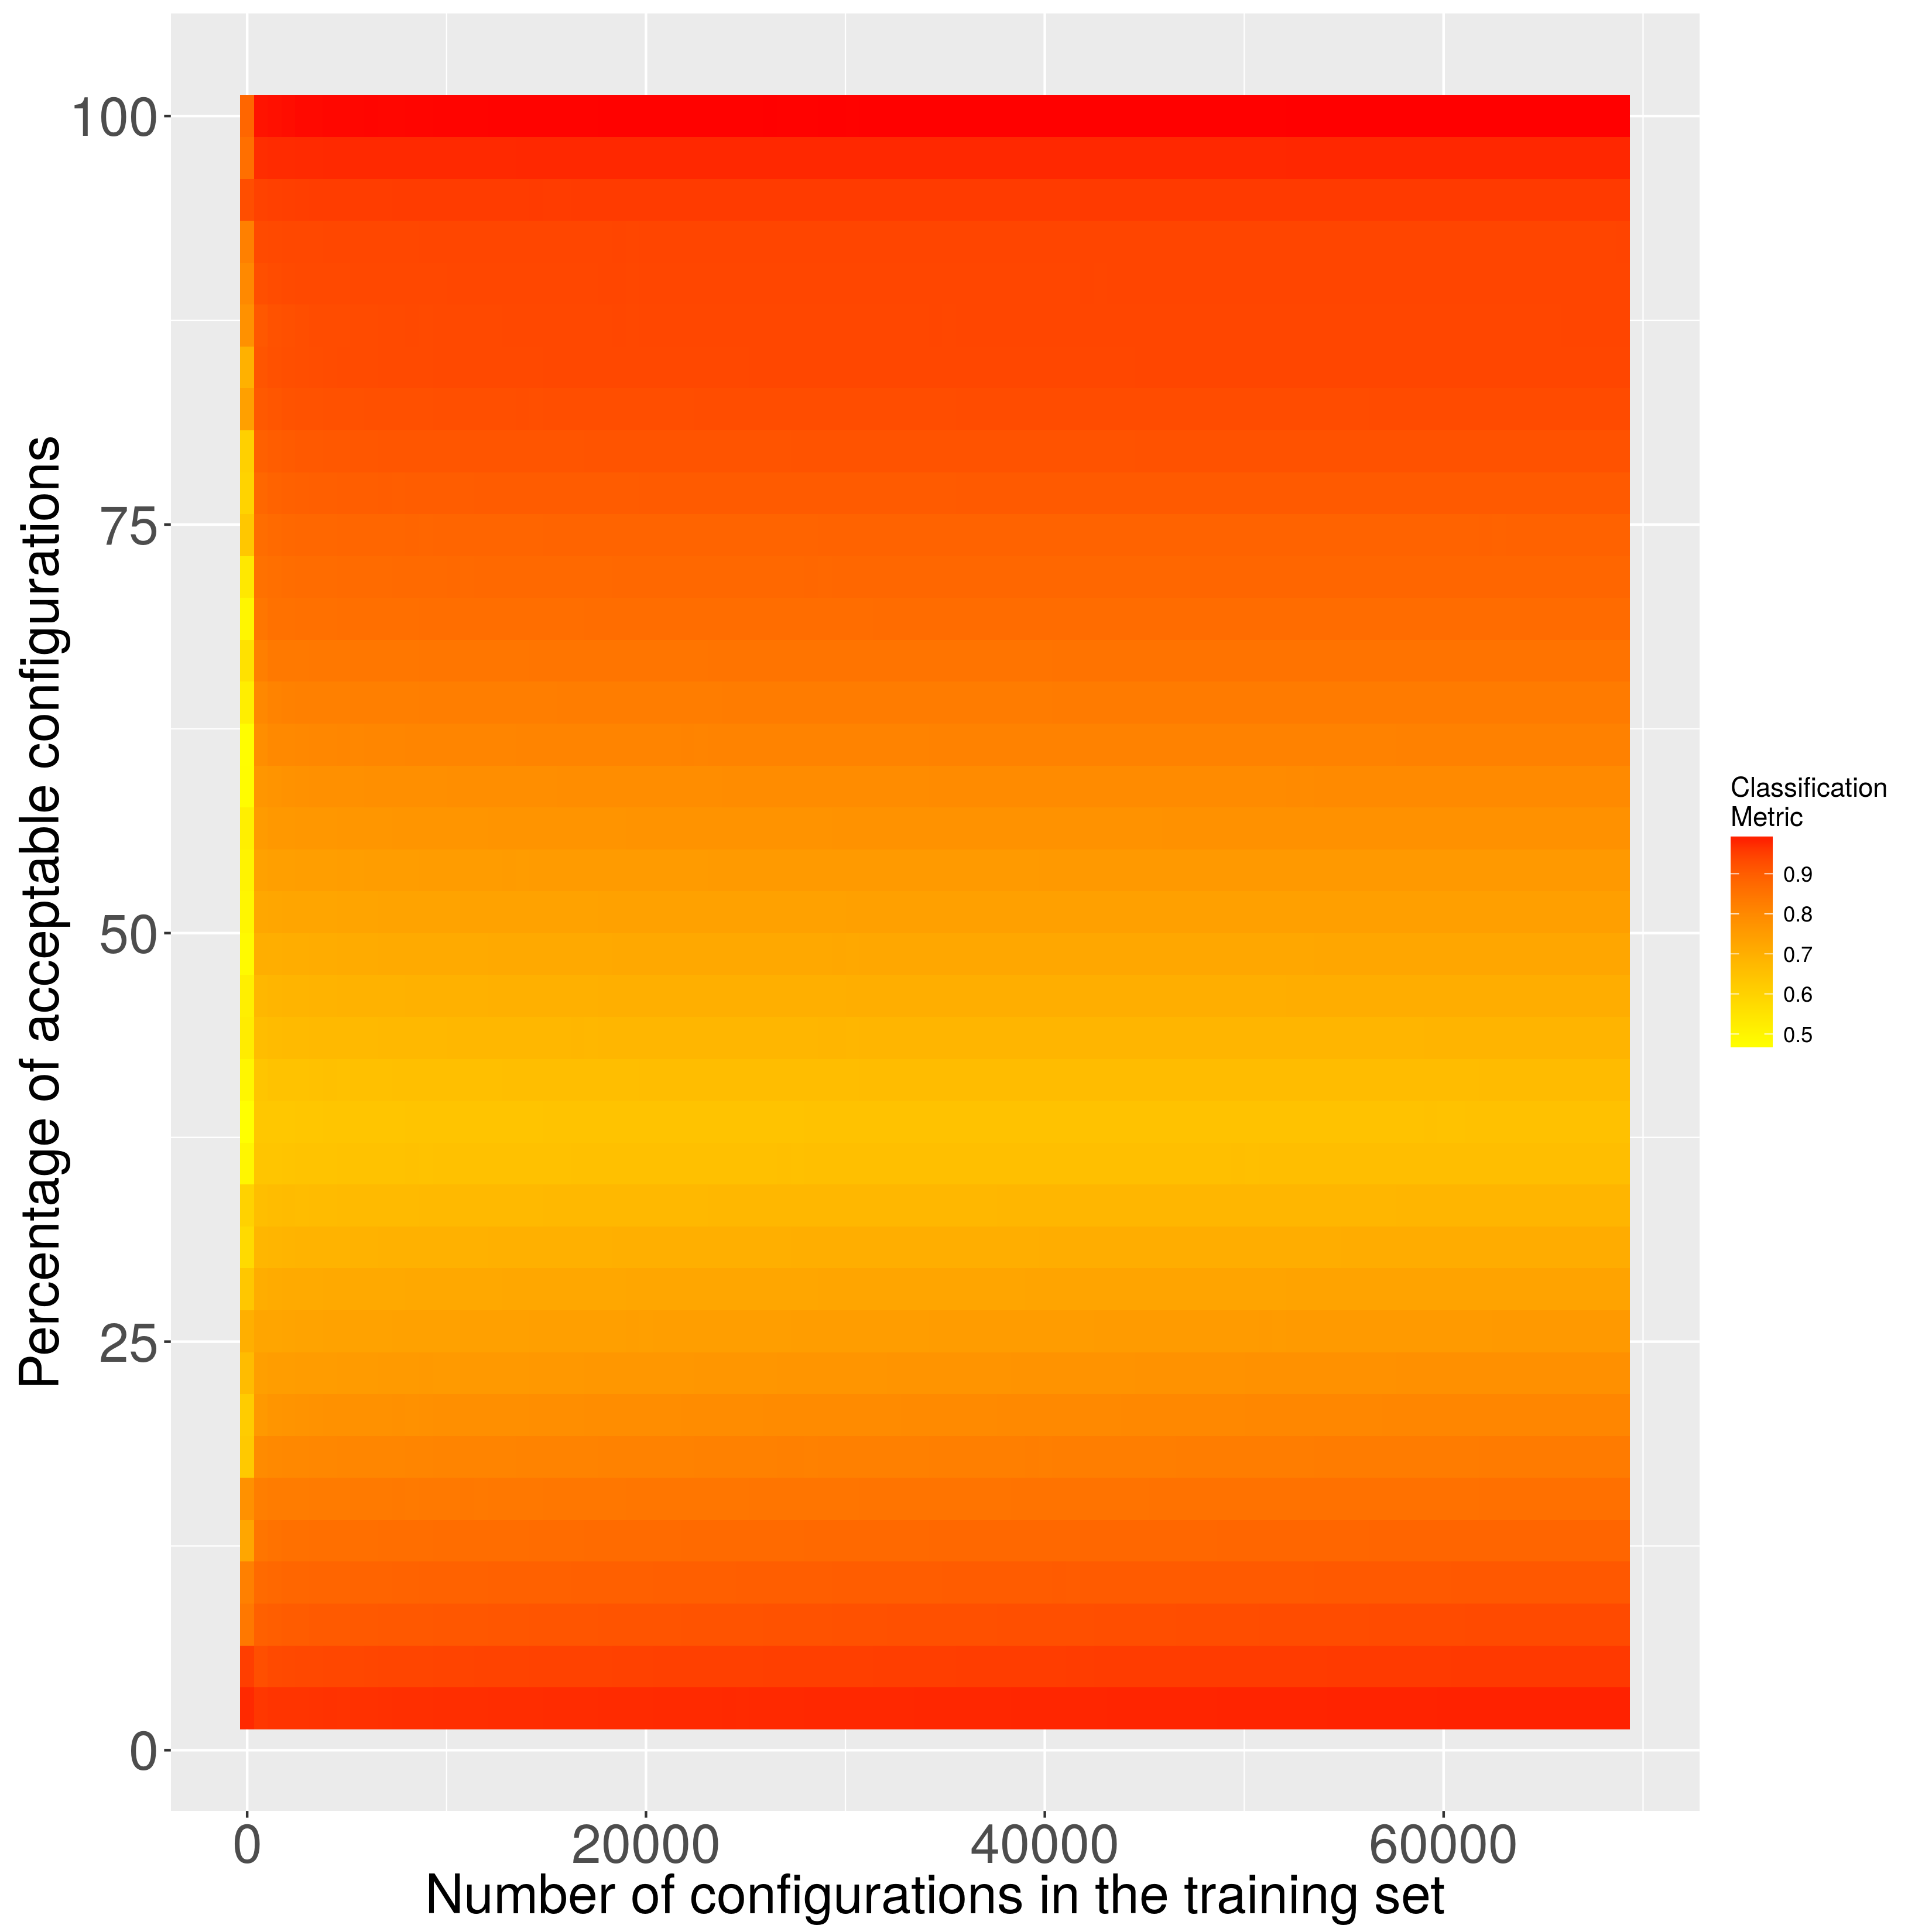 Percentage of acceptable configurations
100
75
50
25
0
0 20000 40000 60000
Number of configurations in the training set
Classification
Metric
0.9
0.8
0.7
0.6
0.5